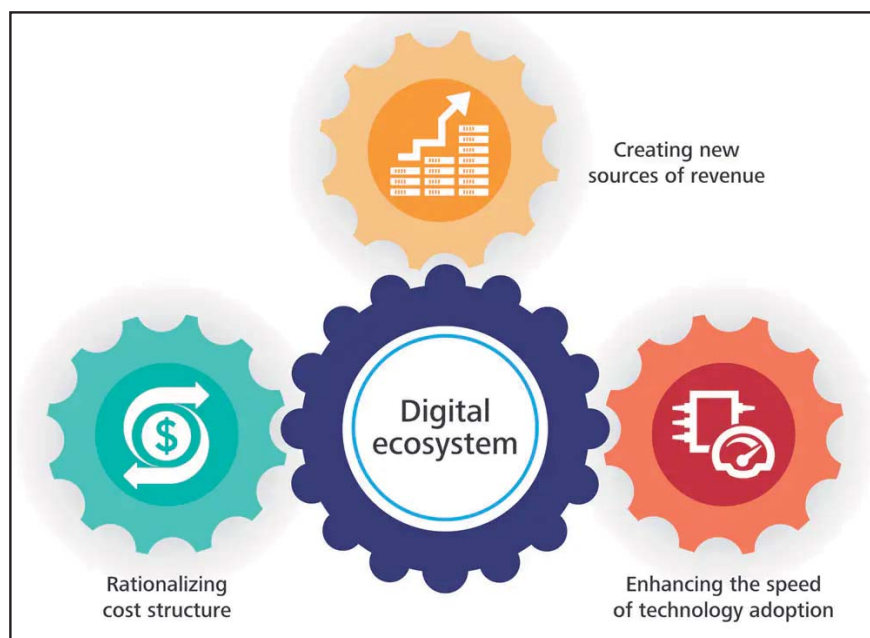 Creating new
sources of revenue
Digital
ecosystem
$
Rationalizing
cost structure
Enhancing the speed
of technology adoption